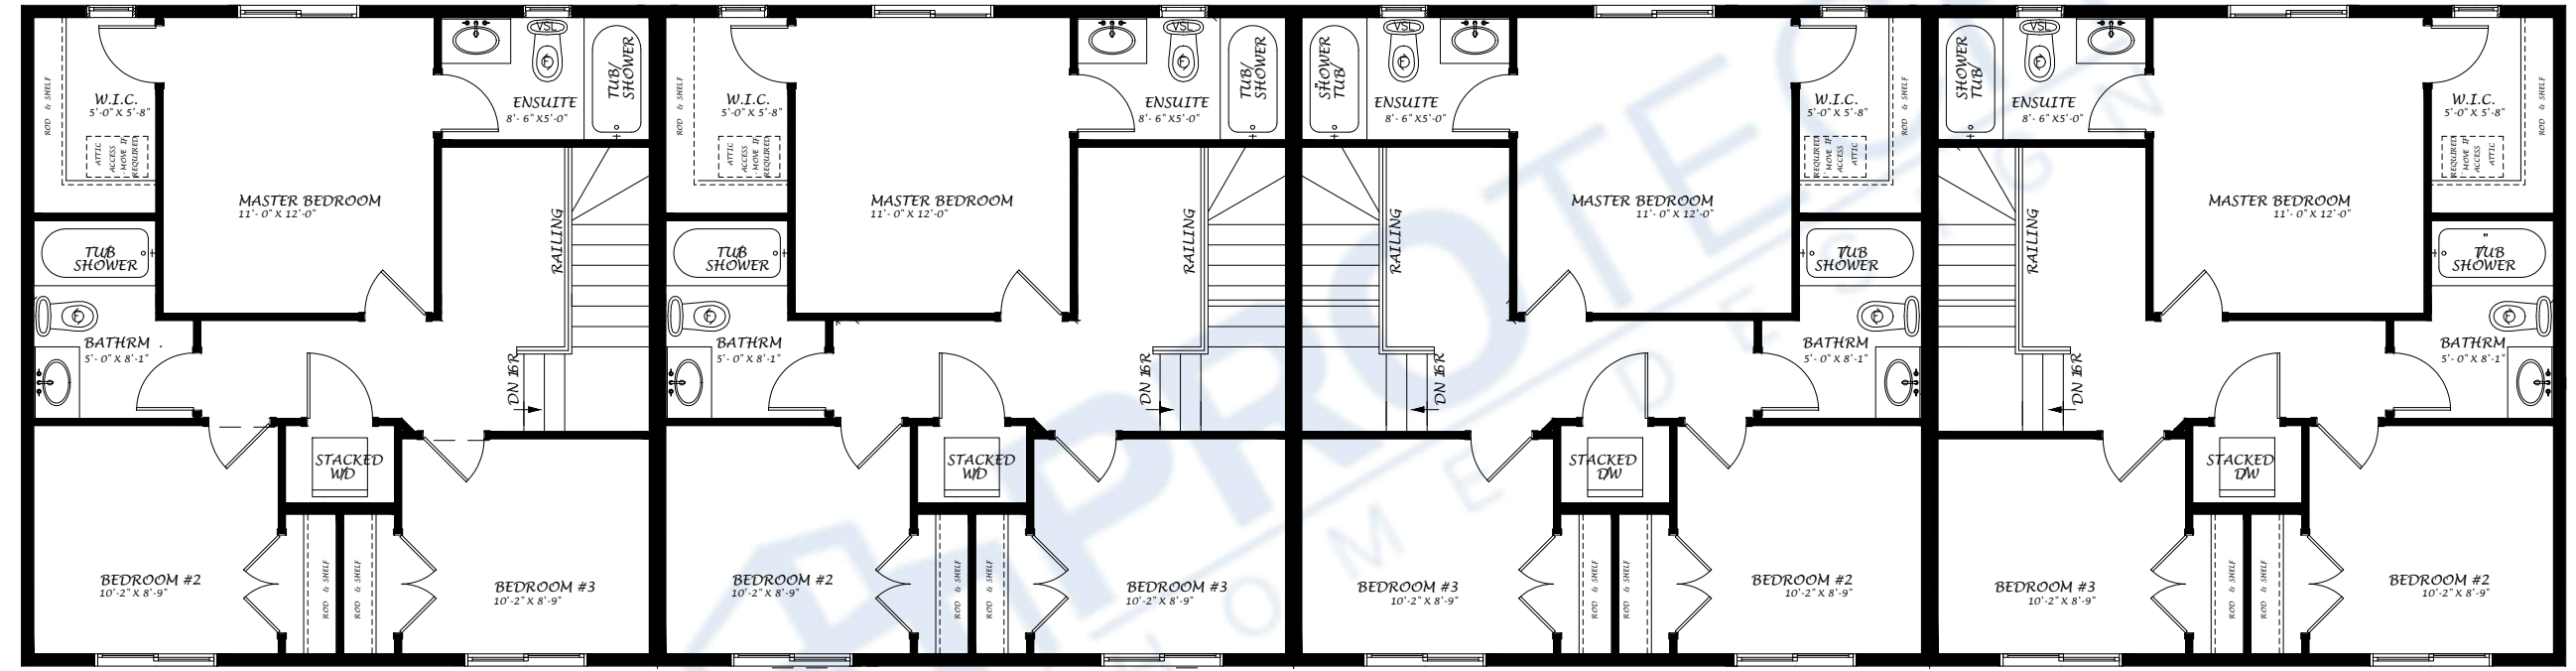 W.I.C.
5'-0" X 5'-8"
ROD & SHELF
ATTIC
ACCESS
- MOVE IF
REQUIRED
MASTER BEDROOM
11'- 0" X 12'-0"
VSL
F
ENSUITE
8'- 6" X5'-0"
TUB/
SHOWER
RAILING
TUB/
SHOWER
F
BATHRM .
5'- 0" X 8'-1"
DN 16R
STACKED
W/D
BEDROOM #2
10'-2" X 8'-9"
ROD & SHELF
ROD & SHELF
BEDROOM #3
10'-2" X 8'-9"
W.I.C.
5'-0" X 5'-8"
ROD & SHELF
ATTIC
ACCESS
- MOVE IF
REQUIRED
MASTER BEDROOM
11'- 0" X 12'-0"
VSL
F
ENSUITE
8'- 6" X5'-0"
TUB/
SHOWER
RAILING
TUB/
SHOWER
F
BATHRM
5'- 0" X 8'-1"
DN 16R
STACKED
W/D
BEDROOM #2
10'-2" X 8'-9"
ROD & SHELF
ROD & SHELF
BEDROOM #3
10'-2" X 8'-9"
SHOWER
TUB/
VSL
F
ENSUITE
8'- 6" X5'-0"
MASTER BEDROOM
11'- 0" X 12'-0"
W.I.C.
5'-0" X 5'-8"
ROD & SHELF
REQUIRED
- MOVE IF
ACCESS
ATTIC
RAILING
TUB
SHOWER
F
BATHRM
5'- 0" X 8'-1"
DN 16R
STACKED
D/W
BEDROOM #3
10'-2" X 8'-9"
ROD & SHELF
ROD & SHELF
BEDROOM #2
10'-2" X 8'-9"
SHOWER
TUB/
VSL
F
ENSUITE
8'- 6" X5'-0"
MASTER BEDROOM
11'- 0" X 12'-0"
W.I.C.
5'-0" X 5'-8"
ROD & SHELF
REQUIRED
- MOVE IF
ACCESS
ATTIC
RAILING
TUB
SHOWER
F
BATHRM
5'- 0" X 8'-1"
DN 16R
STACKED
D/W
BEDROOM #3
10'-2" X 8'-9"
ROD & SHELF
ROD & SHELF
BEDROOM #2
10'-2" X 8'-9"
PROTECH
HOME DESIGN